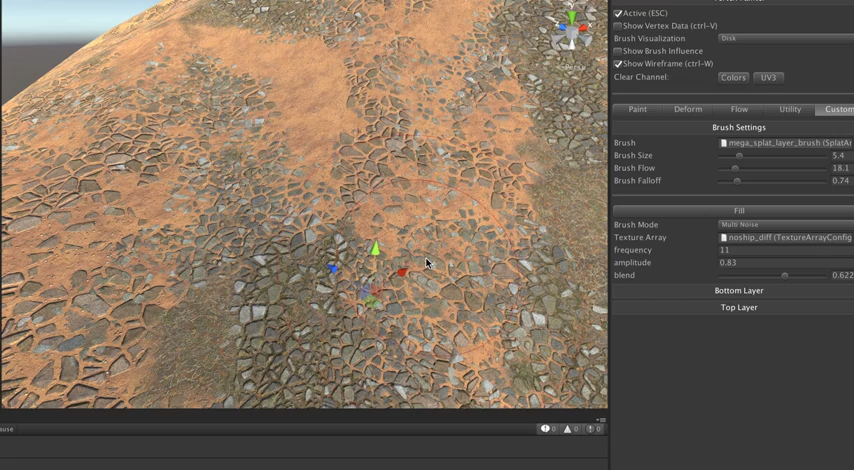 Active (ESC)
Show Vertex Data (ctrl-V)
Brush Visualization Disk
Show Brush Influence
Show Wireframe (ctrl-W)
Clear Channel: Colors UV3
Paint Deform Flow Utility Custom
Brush Settings
Brush mega_splat_layer_brush (SplatAr
Brush Size 5.4
Brush Flow 18.1
Brush Falloff 0.74
Fill
Brush Mode Multi Noise
Texture Array noship_diff (TextureArrayConfig
frequency 11
amplitude 0.83
blend 0.622
Bottom Layer
Top Layer
Persp
ause 0 0 0